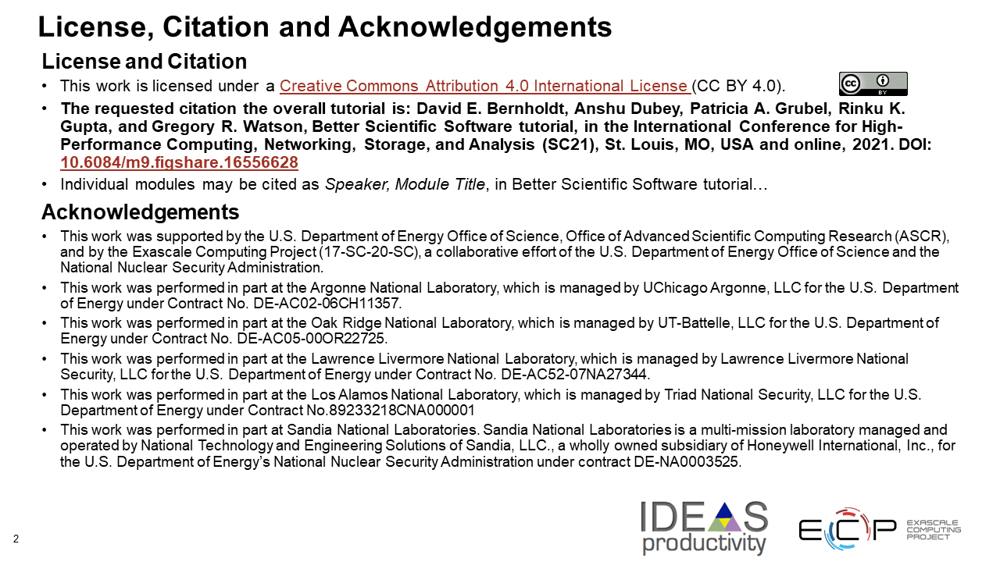 License, Citation and Acknowledgements
License and Citation
• This work is licensed under a Creative Commons Attribution 4.0 International License (CC BY 4.0).
CC BY
• The requested citation the overall tutorial is: David E. Bernholdt, Anshu Dubey, Patricia A. Grubel, Rinku K.
Gupta, and Gregory R. Watson, Better Scientific Software tutorial, in the International Conference for High-
Performance Computing, Networking, Storage, and Analysis (SC21), St. Louis, MO, USA and online, 2021. DOI:
10.6084/m9.figshare.16556628
• Individual modules may be cited as Speaker, Module Title, in Better Scientific Software tutorial…
Acknowledgements
• This work was supported by the U.S. Department of Energy Office of Science, Office of Advanced Scientific Computing Research (ASCR),
and by the Exascale Computing Project (17-SC-20-SC), a collaborative effort of the U.S. Department of Energy Office of Science and the
National Nuclear Security Administration.
• This work was performed in part at the Argonne National Laboratory, which is managed by UChicago Argonne, LLC for the U.S. Department
of Energy under Contract No. DE-AC02-06CH11357.
• This work was performed in part at the Oak Ridge National Laboratory, which is managed by UT-Battelle, LLC for the U.S. Department of
Energy under Contract No. DE-AC05-00OR22725.
• This work was performed in part at the Lawrence Livermore National Laboratory, which is managed by Lawrence Livermore National
Security, LLC for the U.S. Department of Energy under Contract No. DE-AC52-07NA27344.
• This work was performed in part at the Los Alamos National Laboratory, which is managed by Triad National Security, LLC for the U.S.
Department of Energy under Contract No.89233218CNA000001
• This work was performed in part at Sandia National Laboratories. Sandia National Laboratories is a multi-mission laboratory managed and
operated by National Technology and Engineering Solutions of Sandia, LLC., a wholly owned subsidiary of Honeywell International, Inc., for
the U.S. Department of Energy’s National Nuclear Security Administration under contract DE-NA0003525.
2
IDEAS
productivity
ECP
EXASCALE
COMPUTING
PROJECT